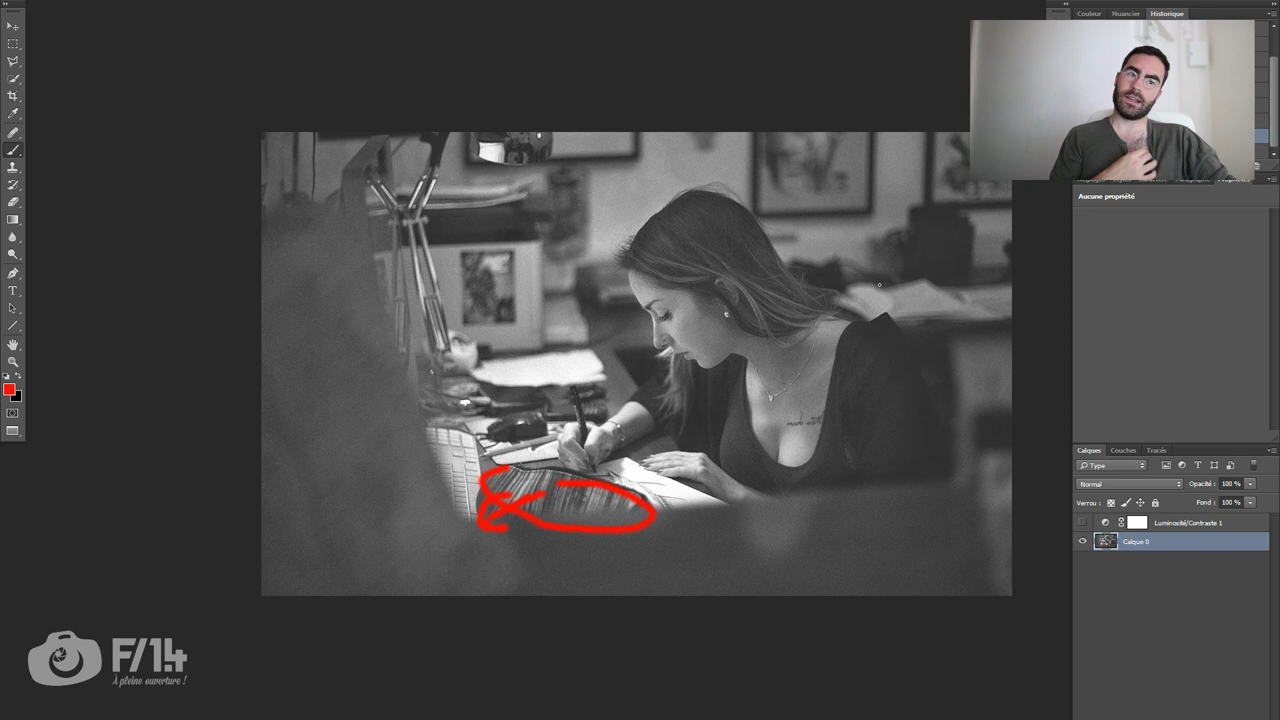 Couleur Nuancier Historique
Aucune propriété
Calques Couches Tracés
Type
Normal Opacité : 100 %
Verrou : Fond : 100 %
Luminosité/Contraste 1
Calque 0
T
F/1.4
À pleine ouverture !